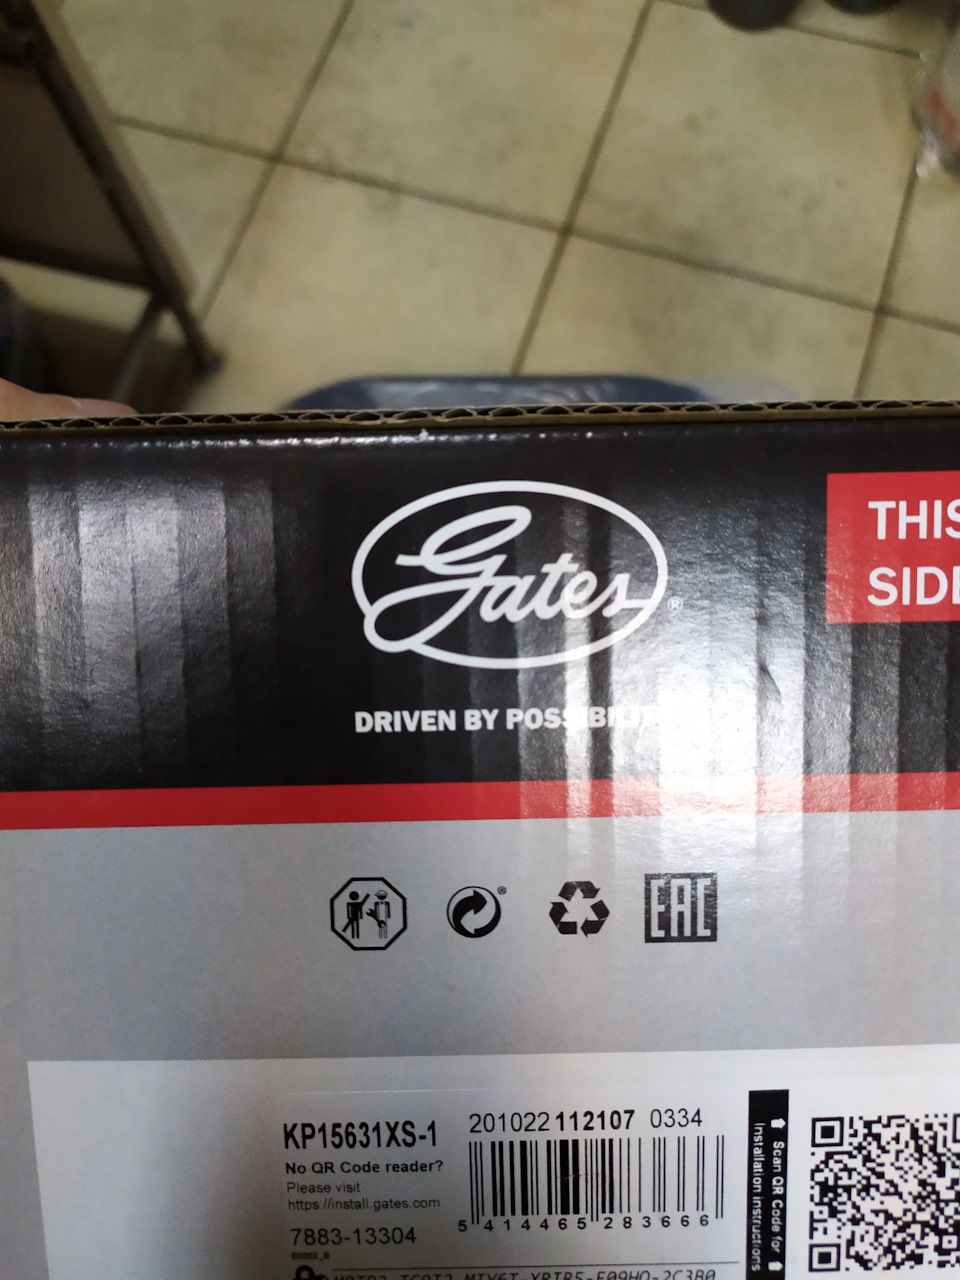 THIS
SIDE
Gates®
DRIVEN BY
EAC
KP15631XS-1
201022 112107 0334
No QR Code reader?
Please visit
https://install.gates.com
7883-13304
5 414465 283666
Scan QR Code for
installation instructions